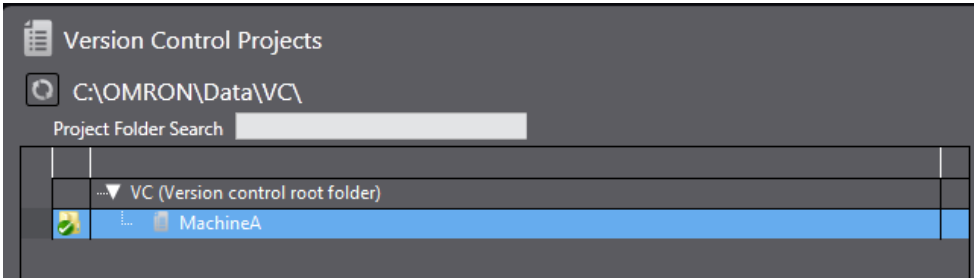 Version Control Projects
C:\OMRON\Data\VC\
Project Folder Search
VC (Version control root folder)
MachineA